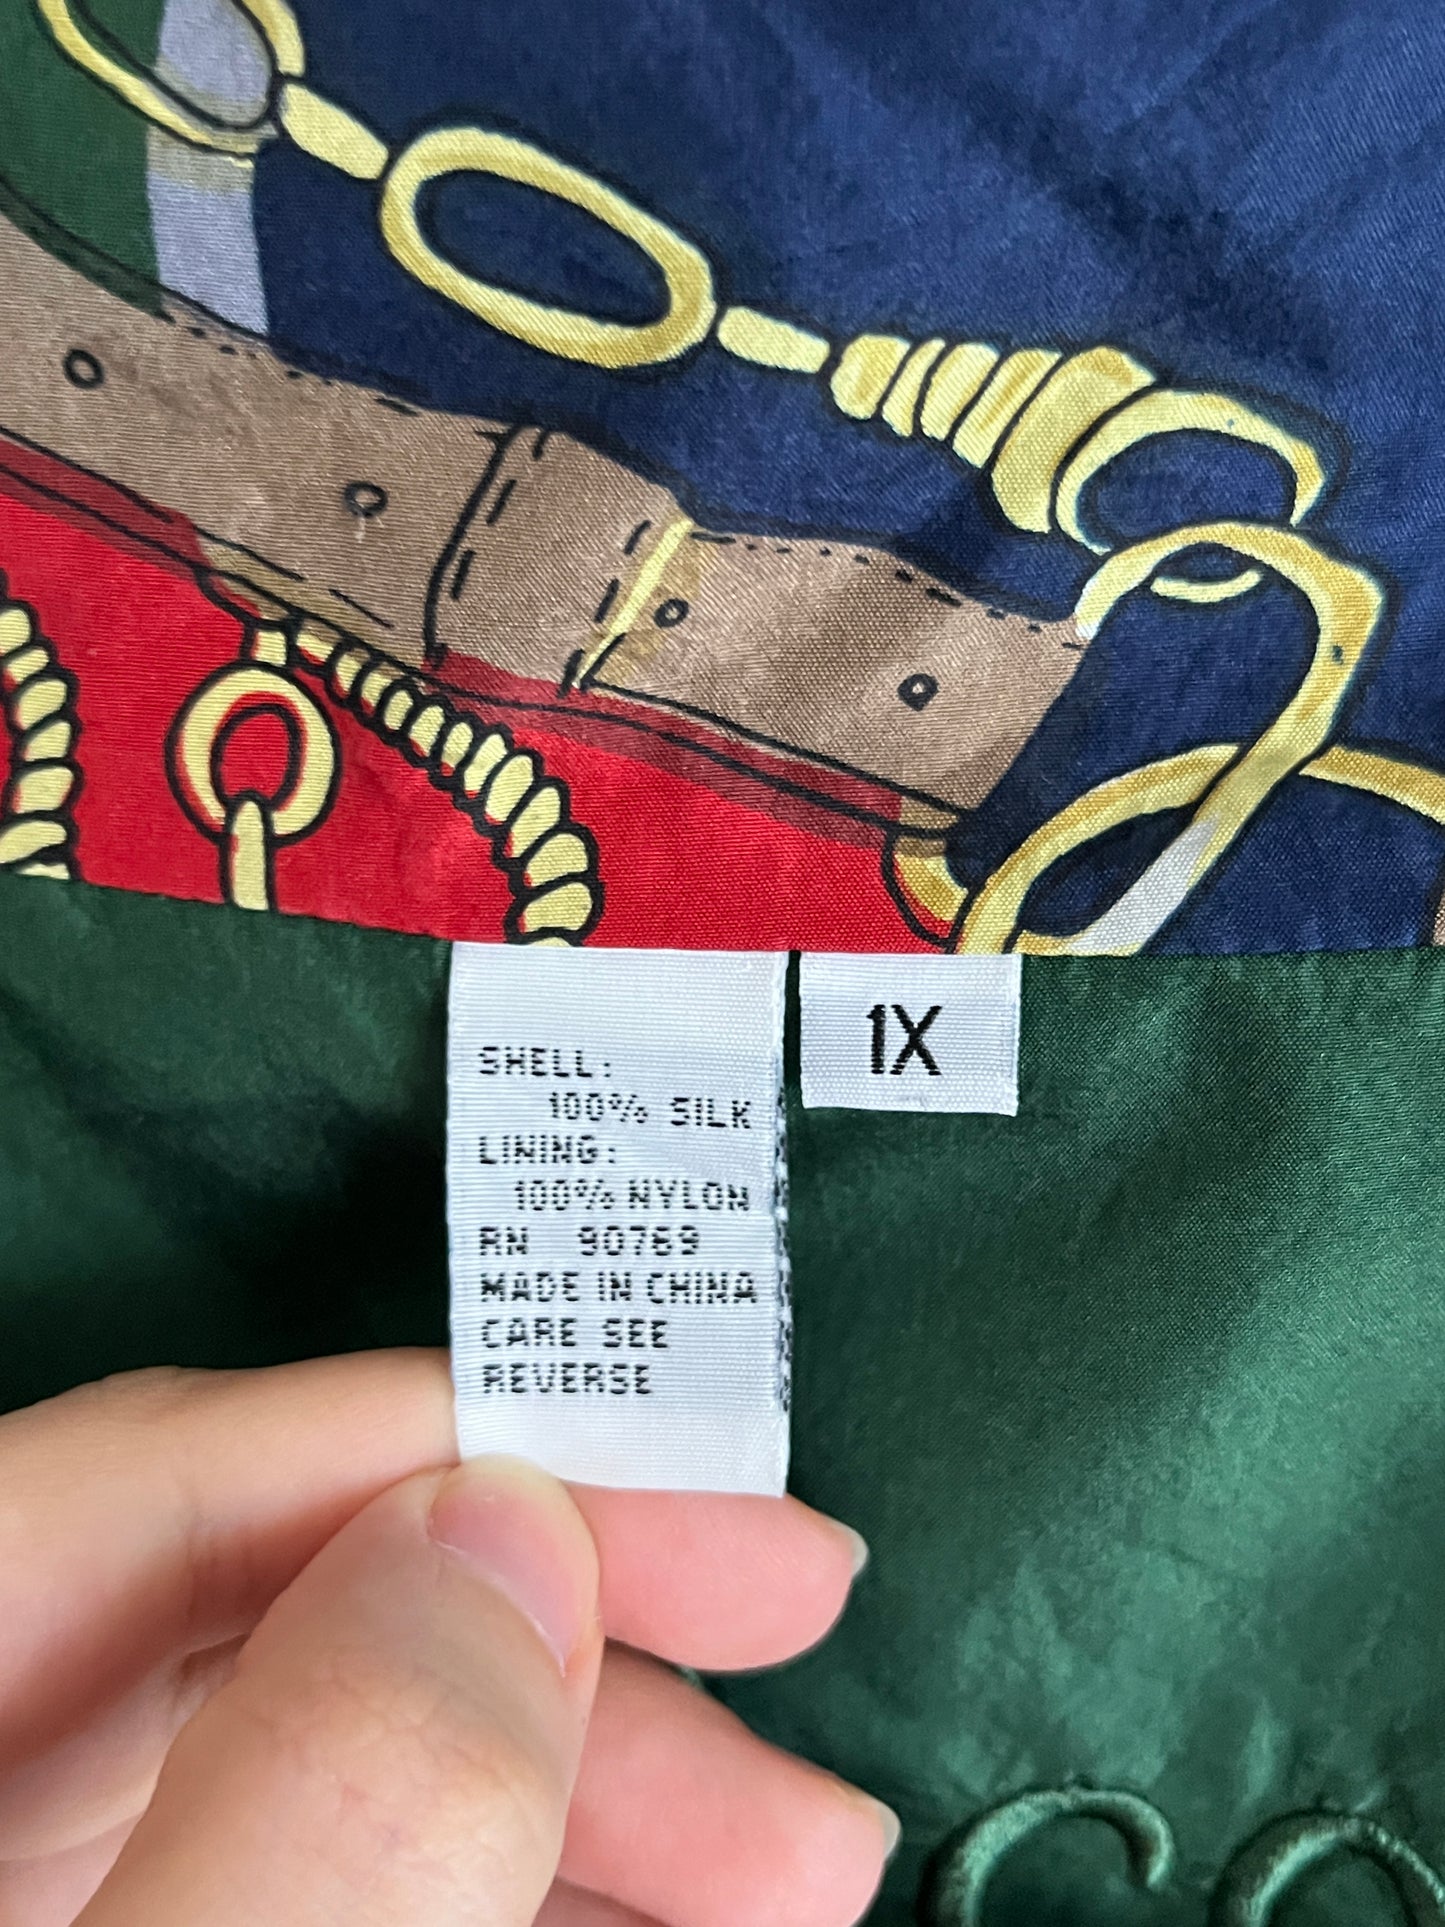 SHELL:
100% SILK
LINING:
100% NYLON
RN 90769
MADE IN CHINA
CARE SEE
REVERSE
1X